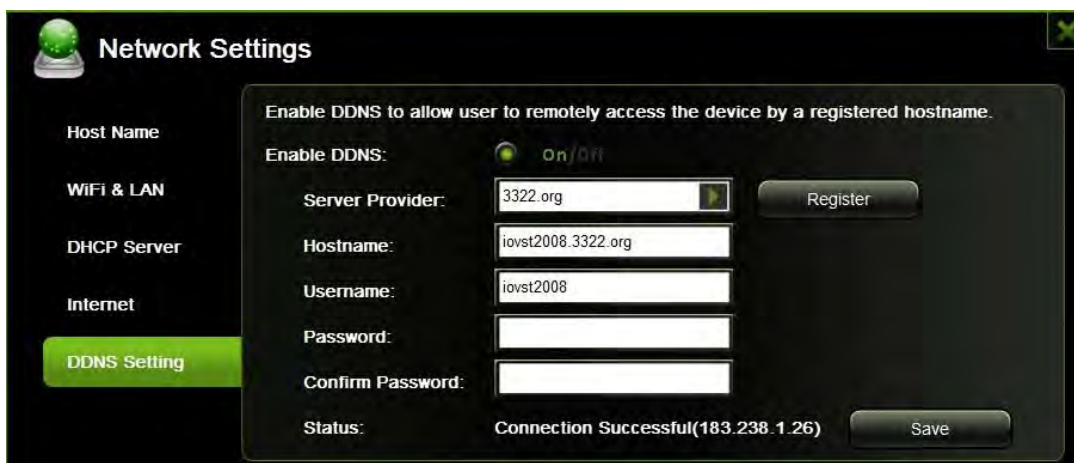 Network Settings
Host Name
WiFi & LAN
DHCP Server
Internet
DDNS Setting
Enable DDNS to allow user to remotely access the device by a registered hostname.
Enable DDNS: On/Off
Server Provider: 3322.org Register
Hostname: iovst2008.3322.org
Username: iovst2008
Password:
Confirm Password:
Status: Connection Successful(183.238.1.26) Save